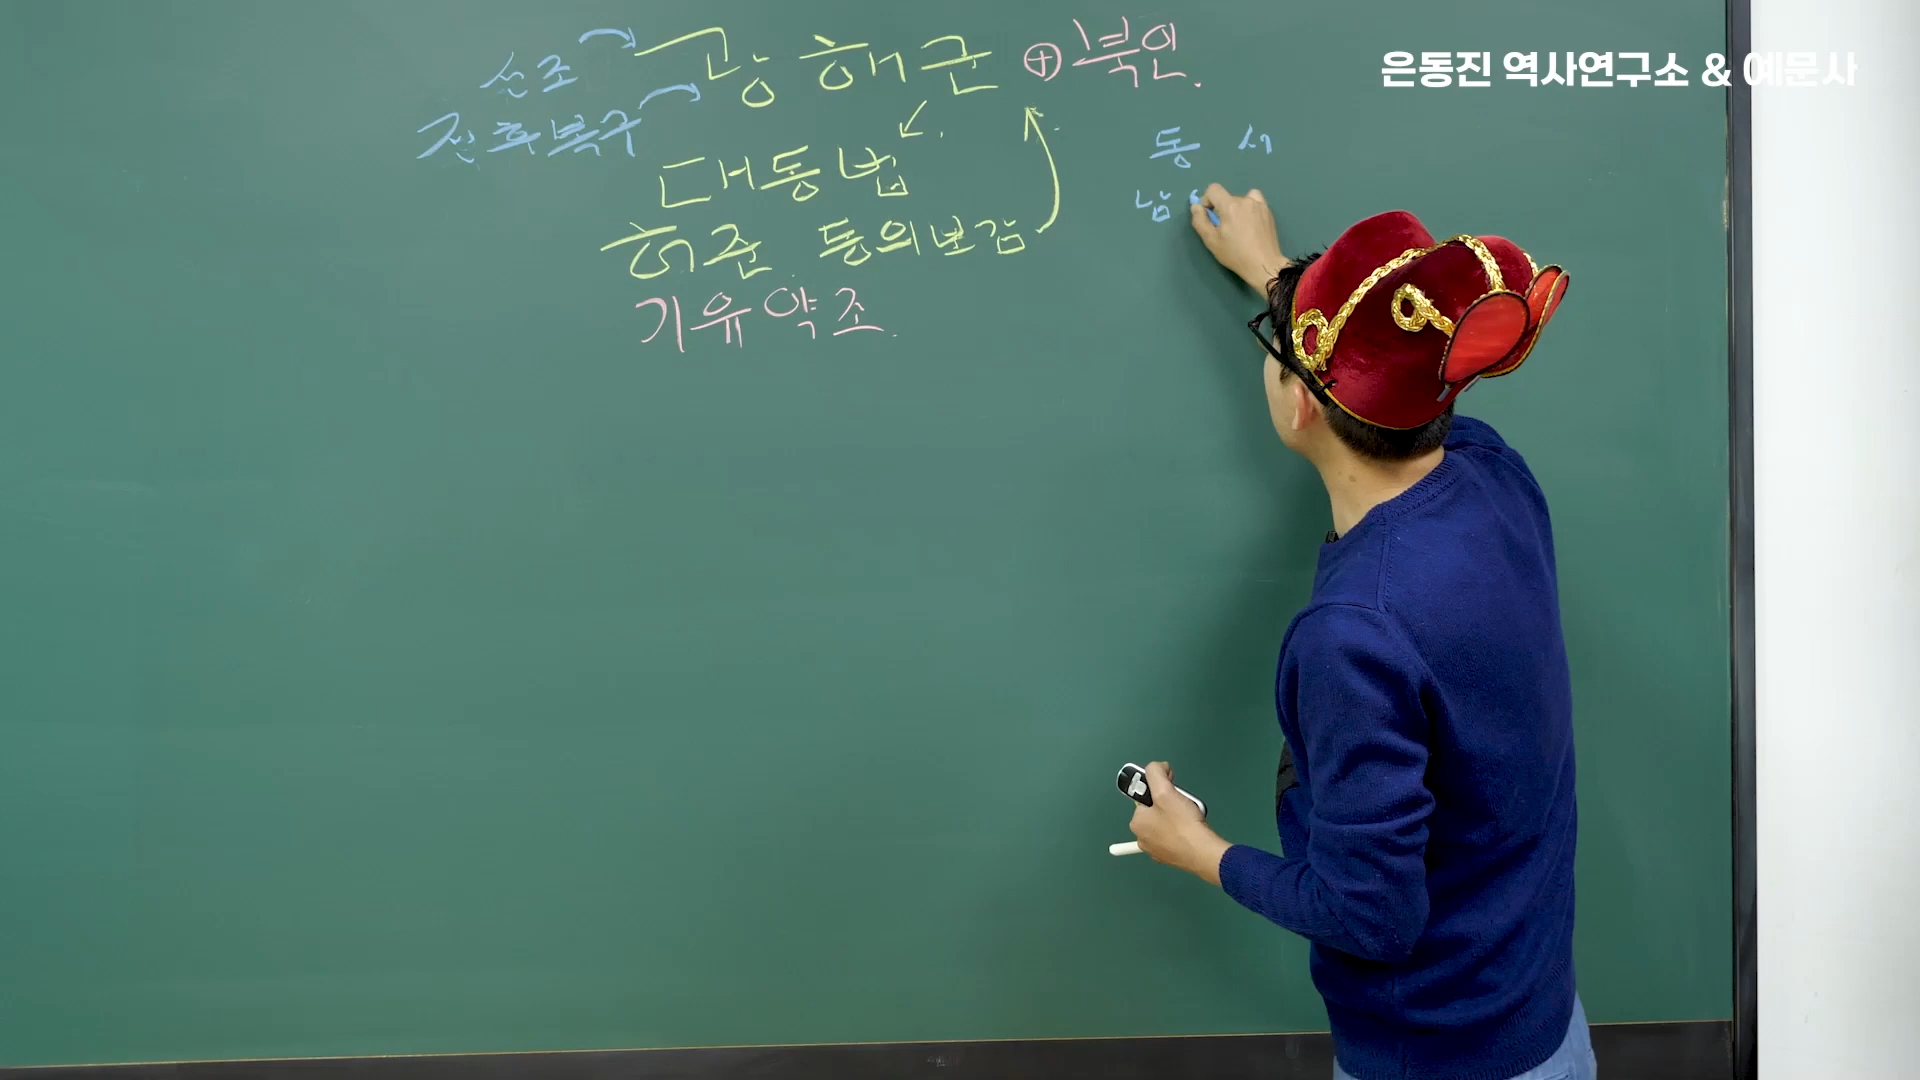 선조 광해군 ⊕ 북인.
전후복구
대동법
허준. 동의보감
기유약조.
동 서
남
은동진 역사연구소 & 예문사